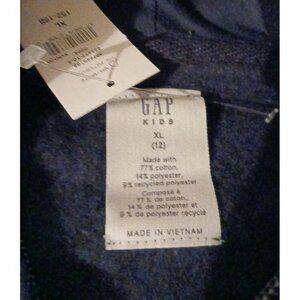 GAP
KIDS
XL
(12)
Made with
77% cotton,
14% polyester,
9% recycled polyester
Composé à
77 % de coton,
14 % de polyester et
9 % de polyester recyclé
MADE IN VIETNAM
XL